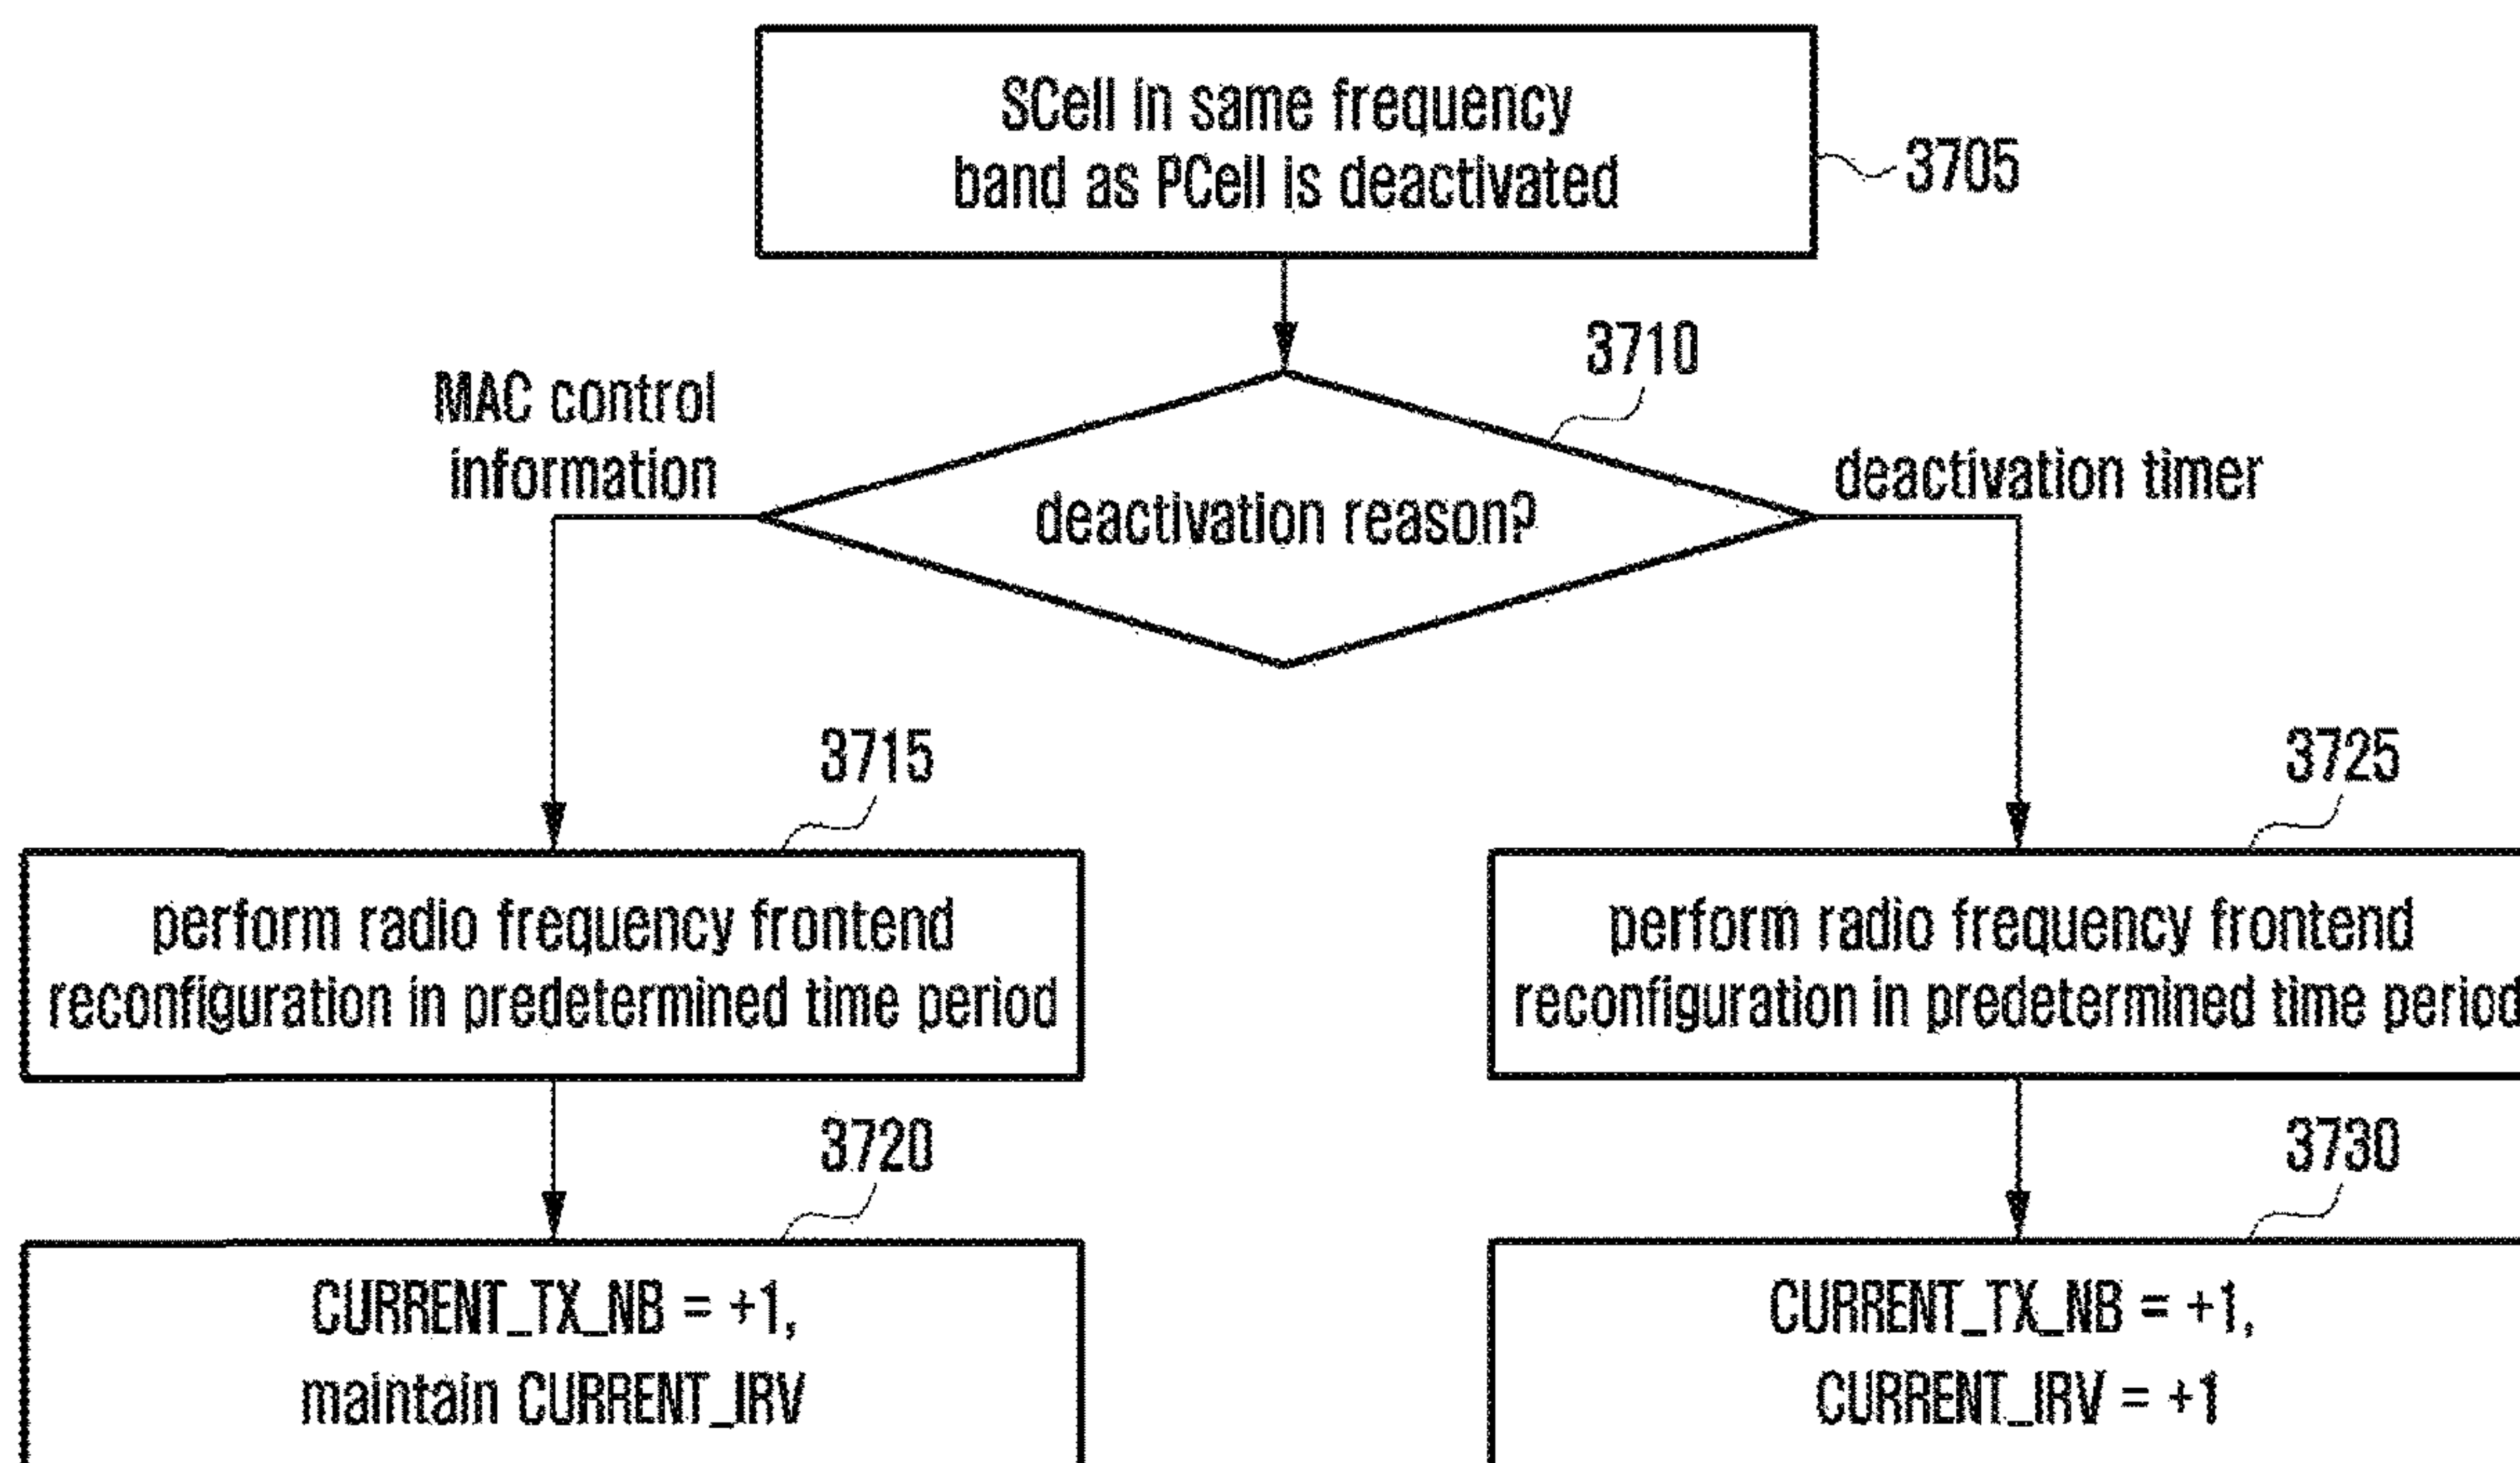 SCell in same frequency
band as PCell is deactivated
3705
3710
MAC control
information
deactivation reason?
deactivation timer
3715
3725
perform radio frequency frontend
reconfiguration in predetermined time period
perform radio frequency frontend
reconfiguration in predetermined time period
3720
3730
CURRENT_TX_NB = +1,
maintain CURRENT_IRV
CURRENT_TX_NB = +1,
CURRENT_IRV = +1